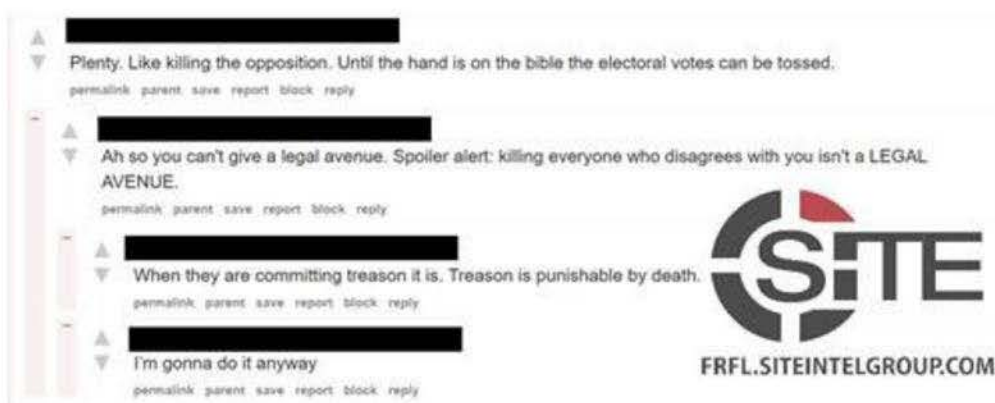 Plenty. Like killing the opposition. Until the hand is on the bible the electoral votes can be tossed.
permalink parent save report block reply
Ah so you can't give a legal avenue. Spoiler alert: killing everyone who disagrees with you isn't a LEGAL
AVENUE.
permalink parent save report block reply
When they are committing treason it is. Treason is punishable by death.
permalink parent save report block reply
I'm gonna do it anyway
permalink parent save report block reply
SITE
FRFL.SITEINTELGROUP.COM